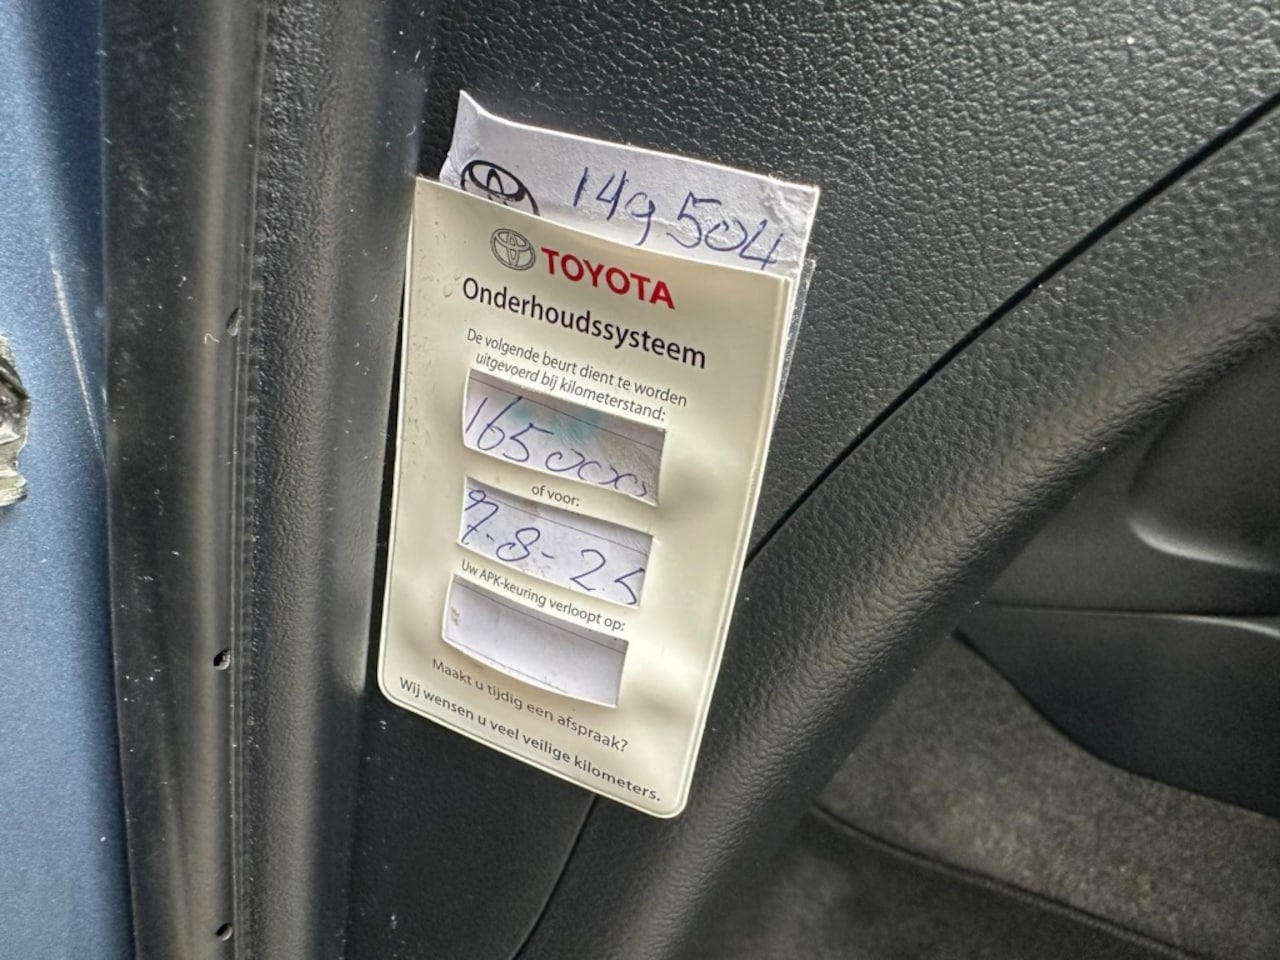 149504
TOYOTA
Onderhoudssysteem
De volgende beurt dient te worden
uitgevoerd bij kilometerstand:
165000
of voor:
97-8-25
Uw APK-keuring verloopt op:
Maakt u tijdig een afspraak?
Wij wensen u veel veilige kilometers.